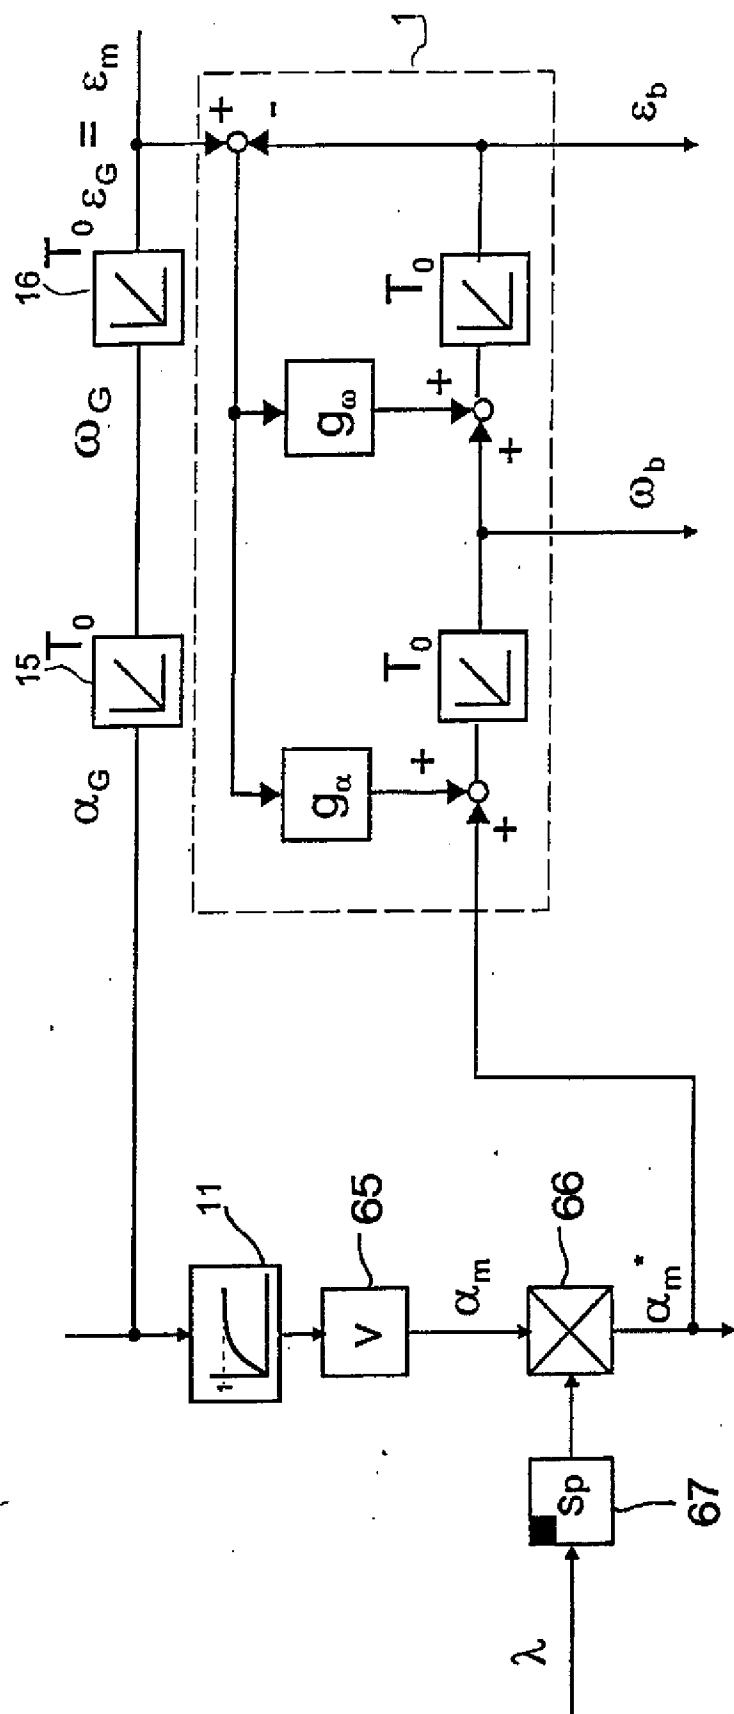 1
ε_G = ε_m
+
-
T_0
16
ε_b
T_0
ω_G
g_ω
+
+
ω_b
T_0
15
T_0
α_G
g_α
+
+
11
1
65
V
α_m
66
α_m*
Sp
67
λ